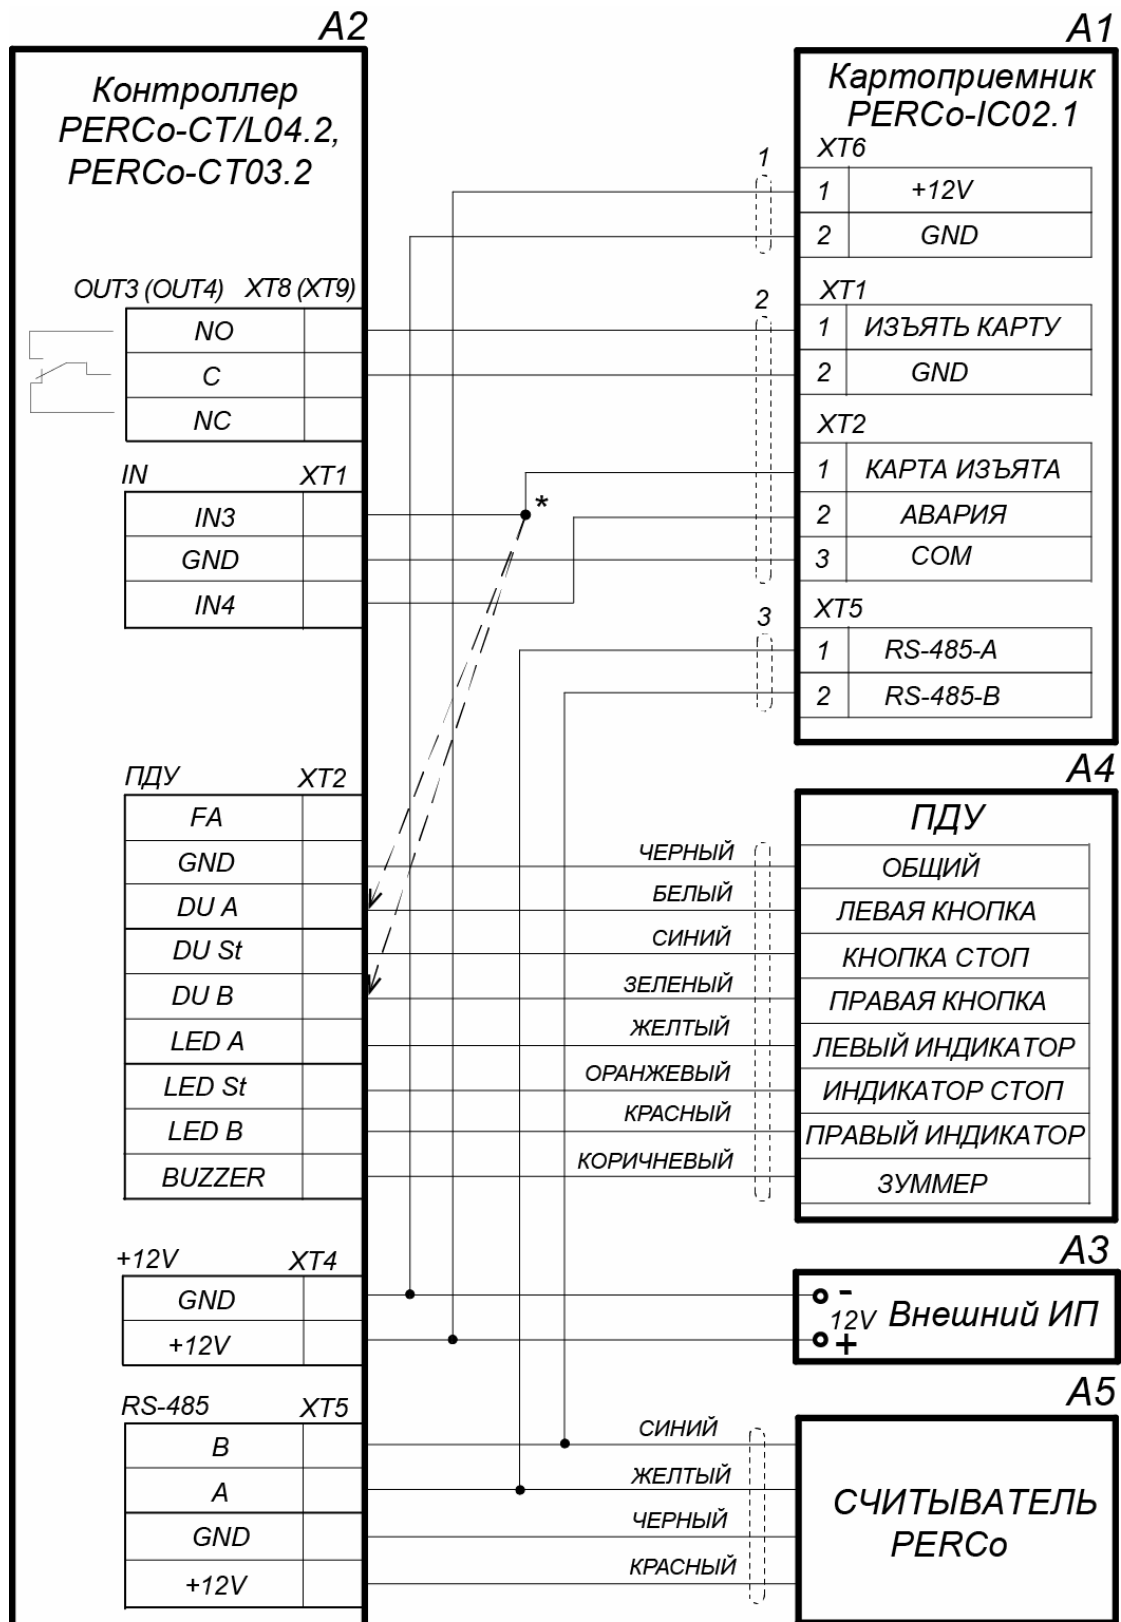 A2
Контроллер
PERCo-CT/L04.2,
PERCo-CT03.2
OUT3 (OUT4) XT8 (XT9)
NO
C
NC
IN XT1
IN3
GND
IN4
ПДУ XT2
FA
GND
DU A
DU St
DU B
LED A
LED St
LED B
BUZZER
+12V XT4
GND
+12V
RS-485 XT5
B
A
GND
+12V
*
A1
Картоприемник
PERCo-IC02.1
1
XT6
1 +12V
2 GND
2
XT1
1 ИЗЪЯТЬ КАРТУ
2 GND
XT2
1 КАРТА ИЗЪЯТА
2 АВАРИЯ
3 COM
3
XT5
1 RS-485-A
2 RS-485-B
A4
ПДУ
ЧЕРНЫЙ ОБЩИЙ
БЕЛЫЙ ЛЕВАЯ КНОПКА
СИНИЙ КНОПКА СТОП
ЗЕЛЕНЫЙ ПРАВАЯ КНОПКА
ЖЕЛТЫЙ ЛЕВЫЙ ИНДИКАТОР
ОРАНЖЕВЫЙ ИНДИКАТОР СТОП
КРАСНЫЙ ПРАВЫЙ ИНДИКАТОР
КОРИЧНЕВЫЙ ЗУММЕР
A3
-
12V Внешний ИП
+
A5
СИНИЙ
ЖЕЛТЫЙ
ЧЕРНЫЙ
КРАСНЫЙ
СЧИТЫВАТЕЛЬ
PERCo